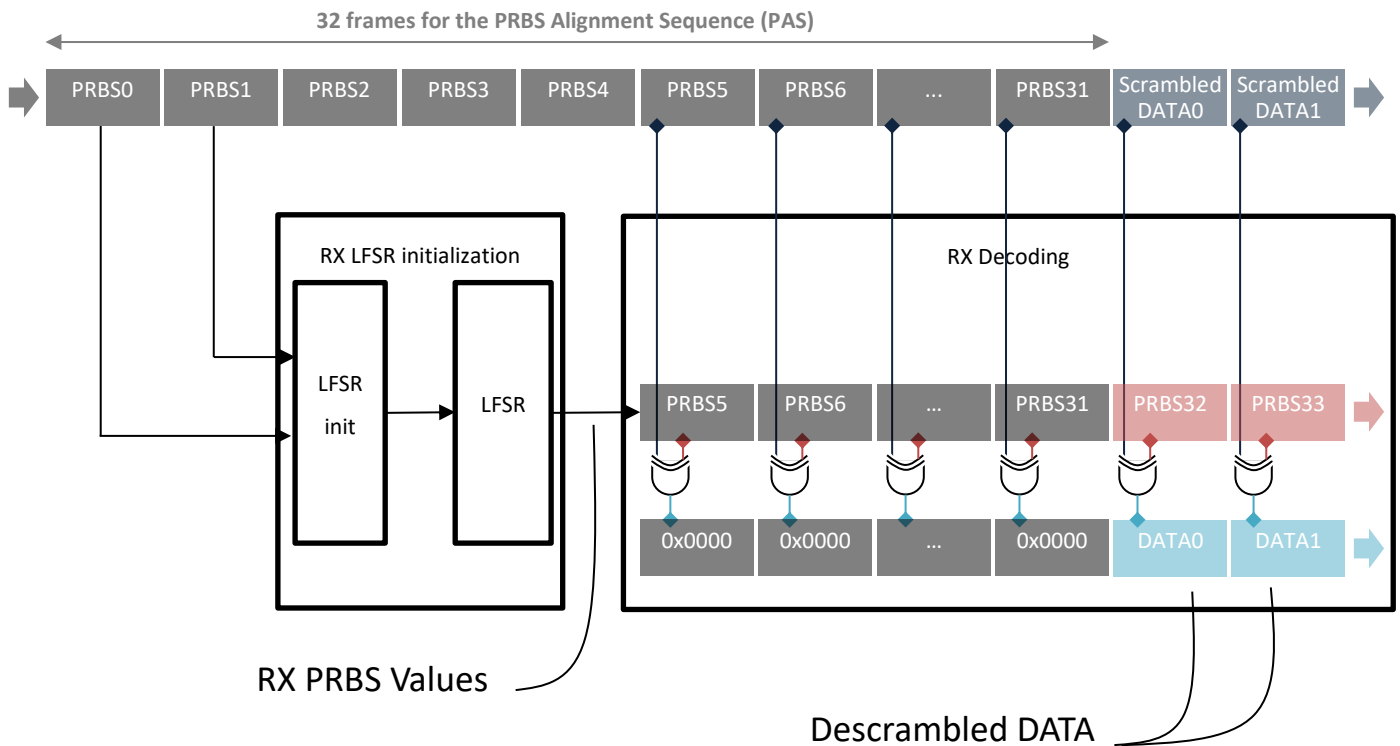 32 frames for the PRBS Alignment Sequence (PAS)
PRBS0 PRBS1 PRBS2 PRBS3 PRBS4 PRBS5 PRBS6 ... PRBS31 Scrambled DATA0 Scrambled DATA1
RX LFSR initialization
RX Decoding
LFSR
init
LFSR
PRBS5 PRBS6 ... PRBS31 PRBS32 PRBS33
0x0000 0x0000 ... 0x0000 DATA0 DATA1
RX PRBS Values
Descrambled DATA